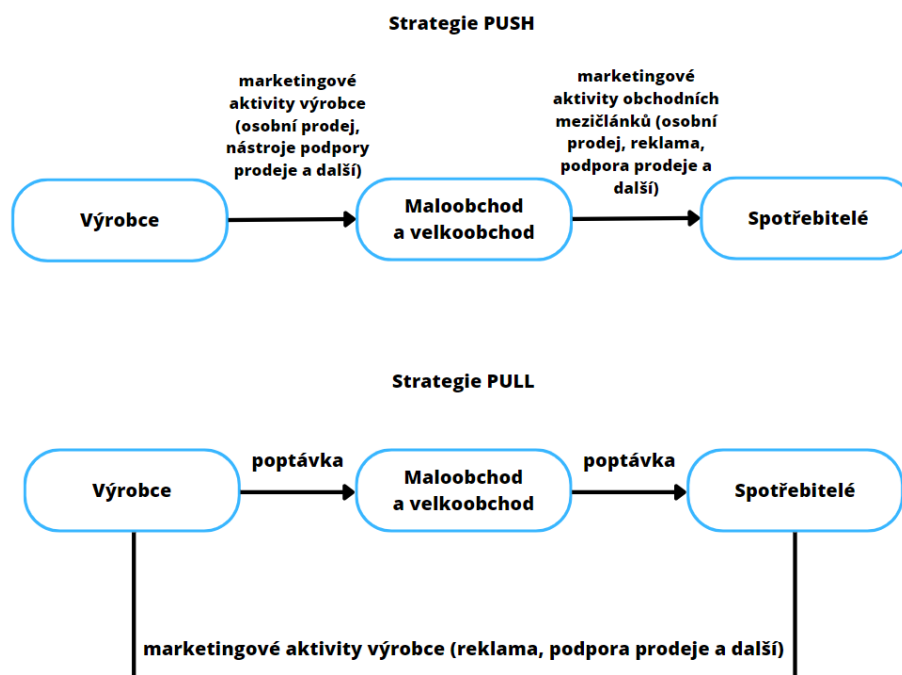 Strategie PUSH
marketingové
aktivity výrobce
(osobní prodej,
nástroje podpory
prodeje a další)
marketingové
aktivity obchodních
mezičlánků (osobní
prodej, reklama,
podpora prodeje a
další)
Výrobce
Maloobchod
a velkoobchod
Spotřebitelé
Strategie PULL
Výrobce
poptávka
Maloobchod
a velkoobchod
poptávka
Spotřebitelé
marketingové aktivity výrobce (reklama, podpora prodeje a další)